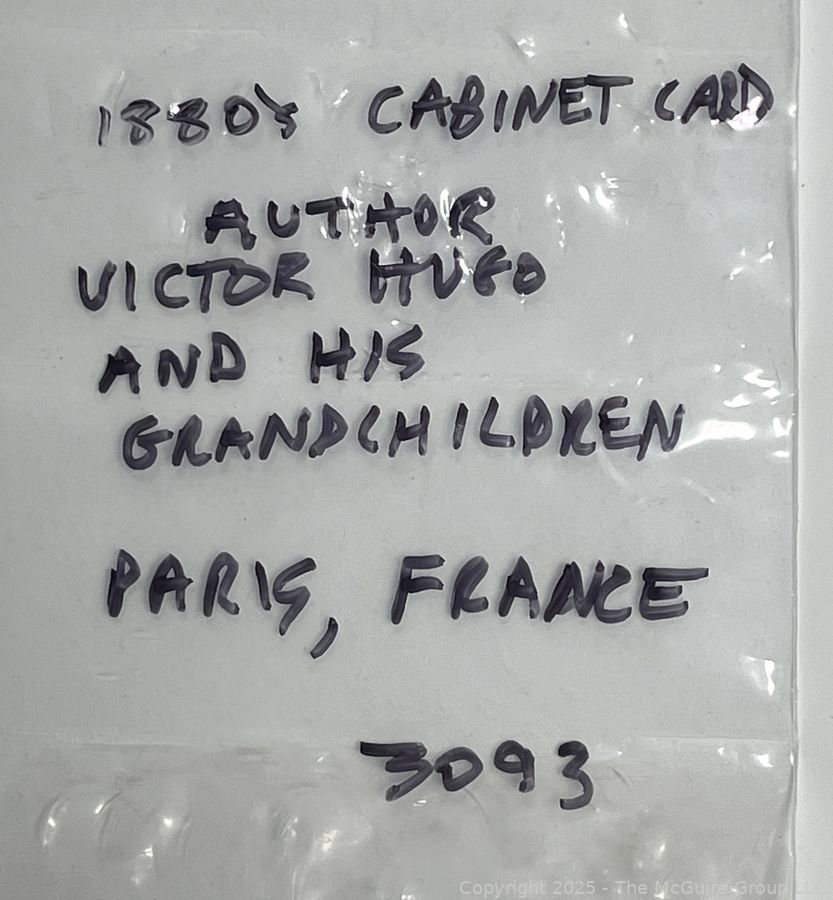 1880s CABINET CARD
AUTHOR
VICTOR HUGO
AND HIS
GRANDCHILDREN
PARIS, FRANCE
3093
Copyright 2025 - The McGuire Group LLC